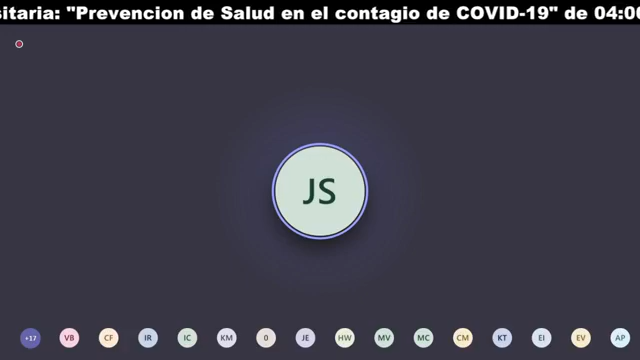 sitaria: "Prevencion de Salud en el contagio de COVID-19" de 04:00
JS
+17 VB CF IR IC KM 0 JE HW MV MC CM KT EI EV AP